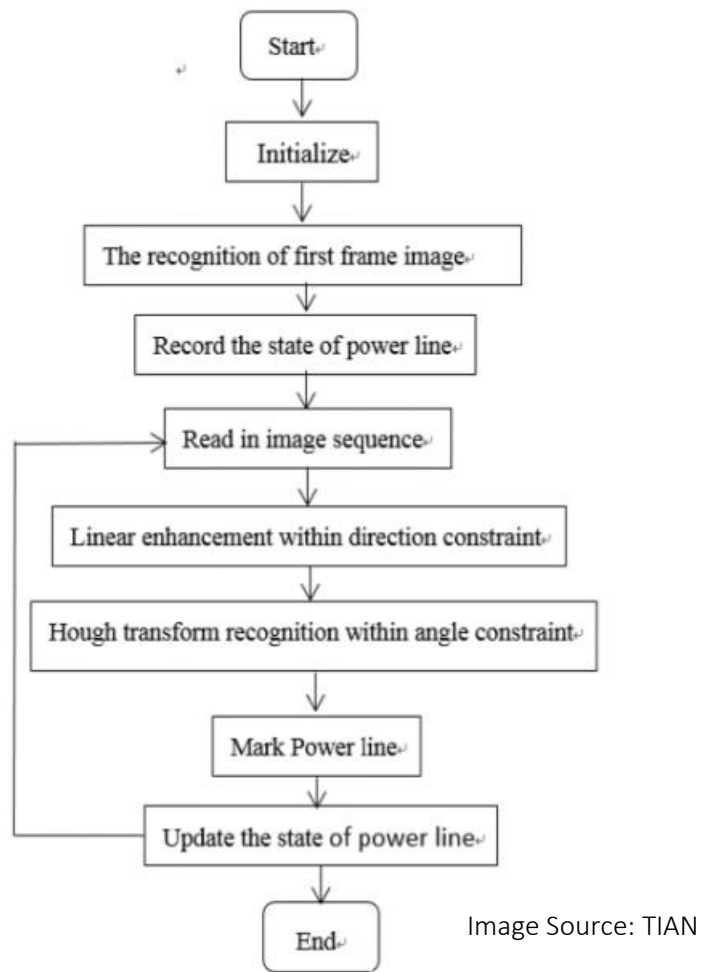 Start
Initialize
The recognition of first frame image
Record the state of power line
Read in image sequence
Linear enhancement within direction constraint
Hough transform recognition within angle constraint
Mark Power line
Update the state of power line
End
Image Source: TIAN